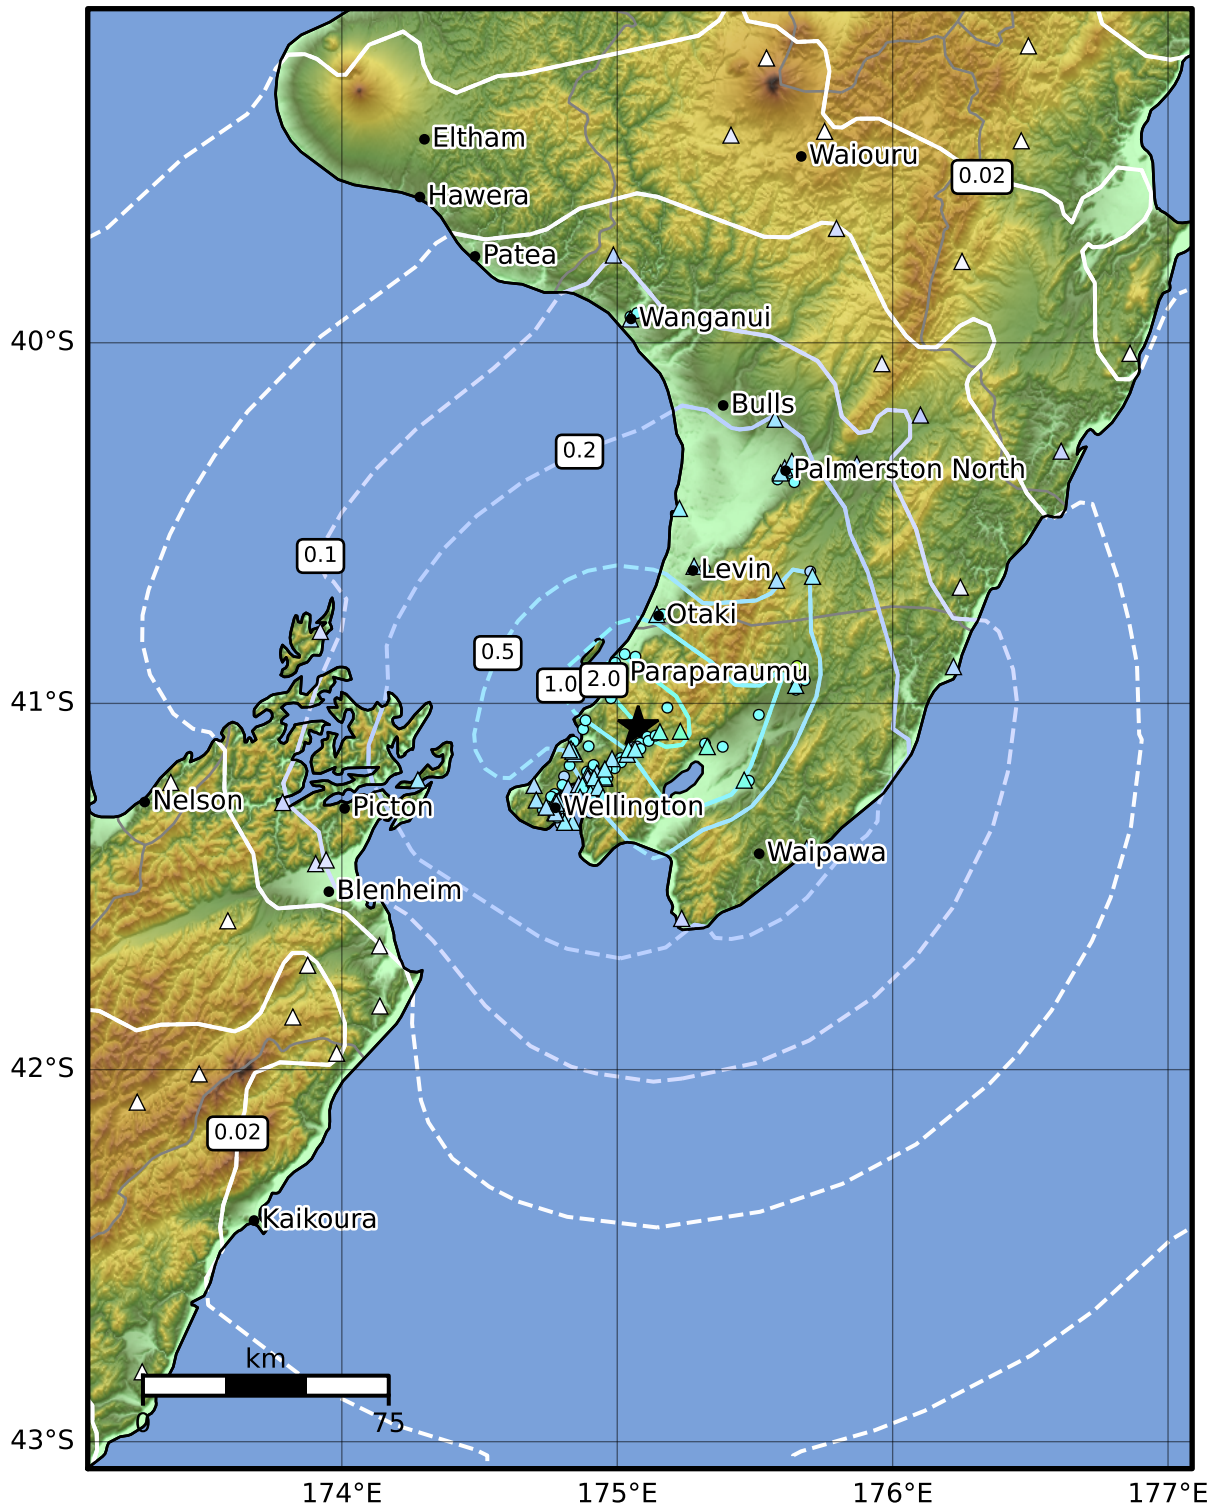 Eltham
Waiouru
0.02
Hawera
Patea
Wanganui
40°S
Bulls
0.2
Palmerston North
0.1
Levin
Otaki
0.5
Paraparaumu
1.0
2.0
41°S
Nelson
Picton
Wellington
Waipawa
Blenheim
42°S
0.02
Kaikoura
km
0
75
43°S
174°E
175°E
176°E
177°E